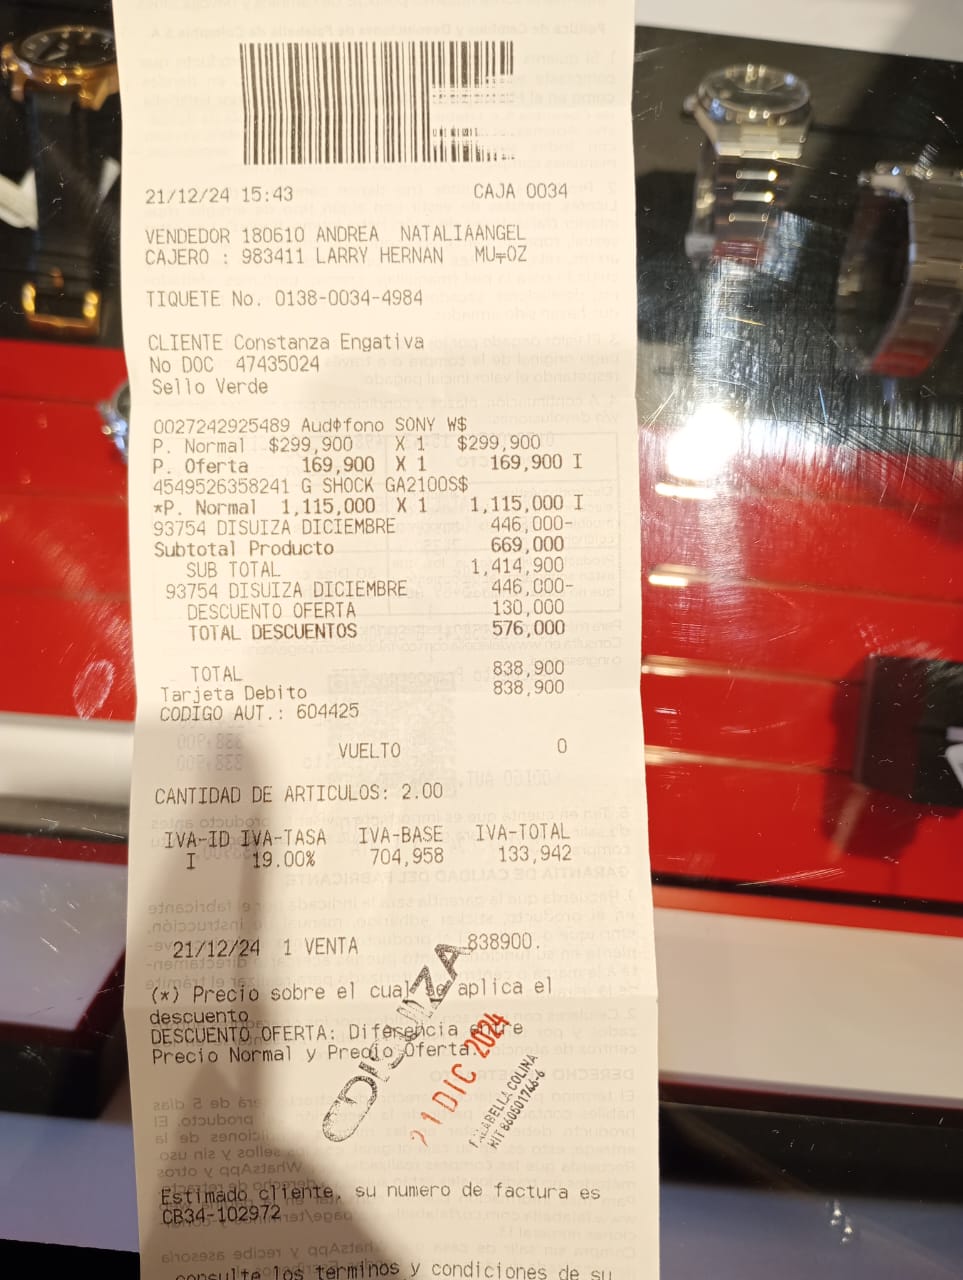 21/12/24 15:43 CAJA 0034
VENDEDOR 180610 ANDREA NATALIAANGEL
CAJERO : 983411 LARRY HERNAN MU╤OZ
TIQUETE No. 0138-0034-4984
CLIENTE Constanza Engativa
No DOC 47435024
Sello Verde
0027242925489 Audφfono SONY W$
P. Normal $299,900 X 1 $299,900
P. Oferta 169,900 X 1 169,900 I
4549526358241 G SHOCK GA2100S$
*P. Normal 1,115,000 X 1 1,115,000 I
93754 DISUIZA DICIEMBRE 446,000-
Subtotal Producto 669,000
SUB TOTAL 1,414,900
93754 DISUIZA DICIEMBRE 446,000-
DESCUENTO OFERTA 130,000
TOTAL DESCUENTOS 576,000
TOTAL 838,900
Tarjeta Debito 838,900
CODIGO AUT.: 604425
VUELTO 0
CANTIDAD DE ARTICULOS: 2.00
IVA-ID IVA-TASA IVA-BASE IVA-TOTAL
I 19.00% 704,958 133,942
21/12/24 1 VENTA 838900.
(*) Precio sobre el cual se aplica el
descuento
DESCUENTO OFERTA: Diferencia entre
Precio Normal y Precio Oferta.
DISUIZA
21 DIC 2024
FALABELLA COLINA
NIT 860501746-6
Estimado cliente, su numero de factura es
CB34-102972
consulte los terminos y condiciones de su